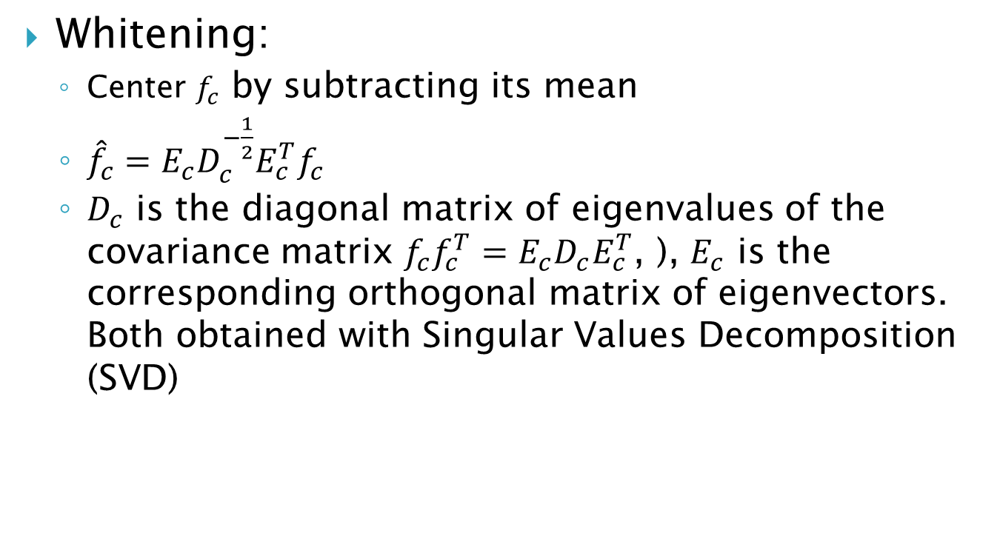 Whitening:
Center f_c by subtracting its mean
f̂_c = E_c D_c^{-1/2} E_c^T f_c
D_c is the diagonal matrix of eigenvalues of the
covariance matrix f_c f_c^T = E_c D_c E_c^T, ), E_c is the
corresponding orthogonal matrix of eigenvectors.
Both obtained with Singular Values Decomposition
(SVD)